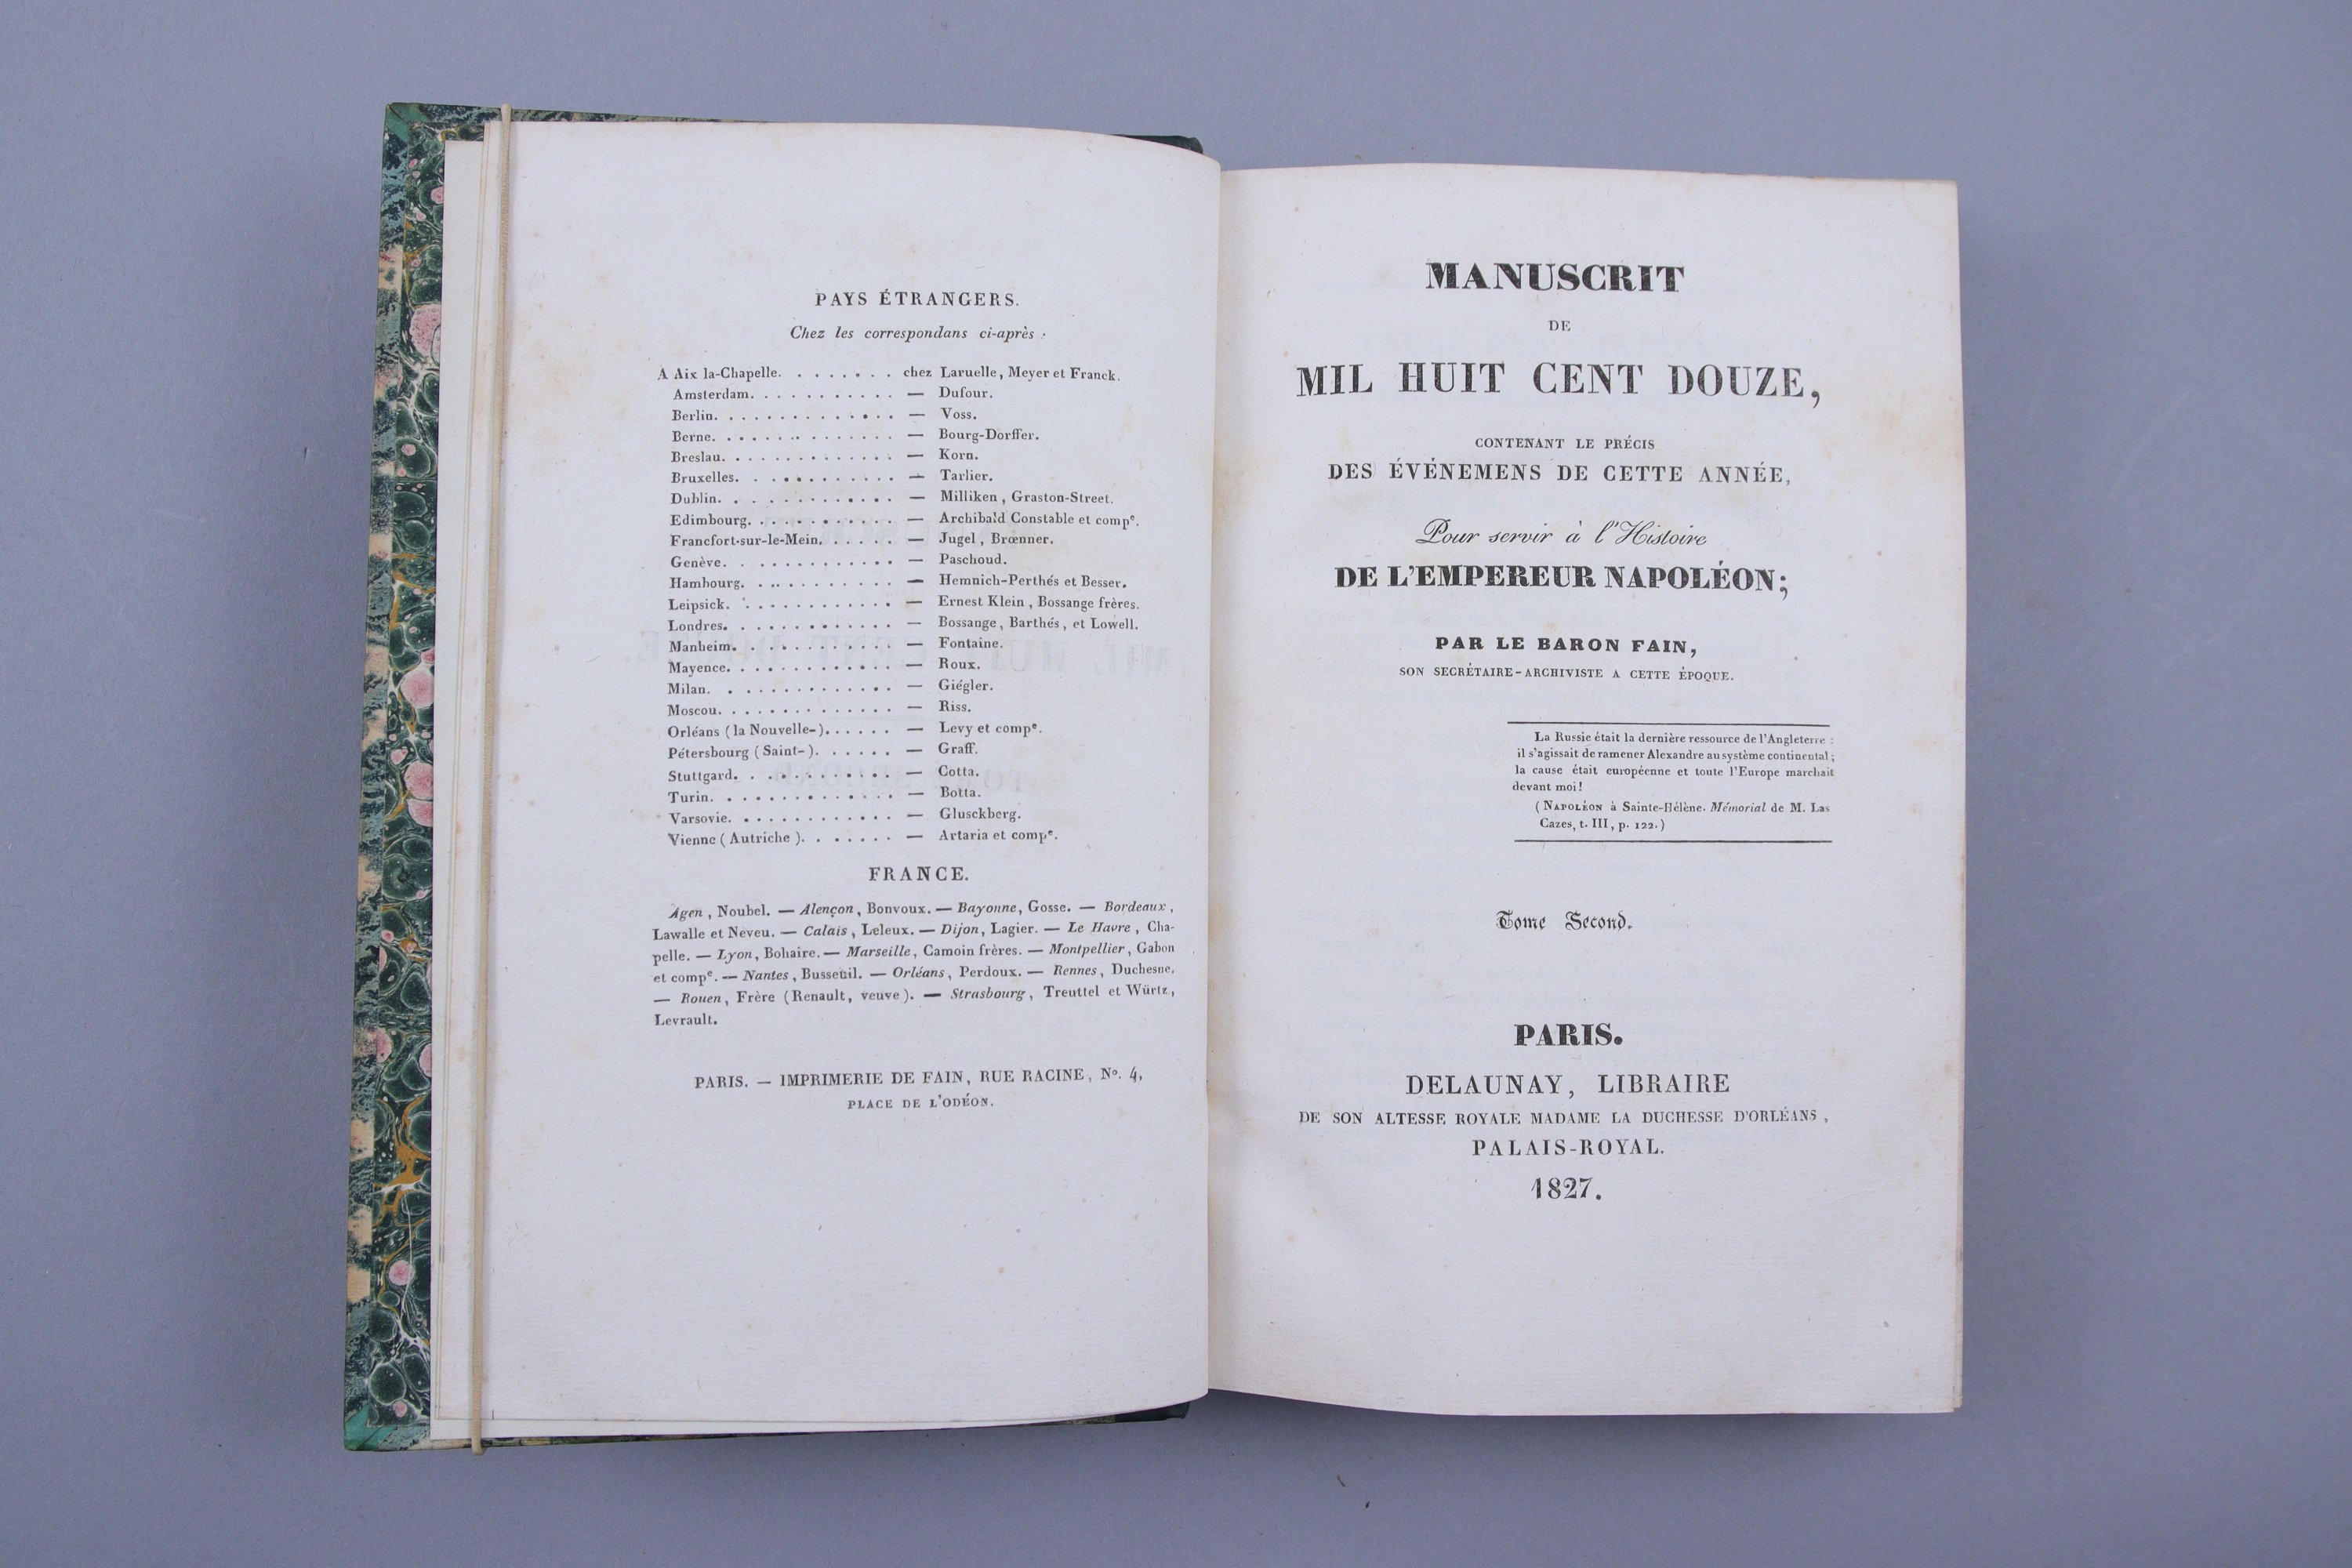 PAYS ÉTRANGERS.
Chez les correspondans ci-après :
A Aix la-Chapelle. . . . . . . . chez Laruelle, Meyer et Franck.
Amsterdam. . . . . . . . . . . . — Dufour.
Berlin. . . . . . . . . . . . . . — Voss.
Berne. . . . . . . . . . . . . . — Bourg-Dorffer.
Breslau. . . . . . . . . . . . . — Korn.
Bruxelles. . . . . . . . . . . . — Tarlier.
Dublin. . . . . . . . . . . . . — Milliken, Graston-Street.
Edimbourg. . . . . . . . . . . . — Archibald Constable et compe.
Francfort-sur-le-Mein. . . . . . — Jugel, Brœnner.
Genève. . . . . . . . . . . . . — Paschoud.
Hambourg. . . . . . . . . . . . — Hemnich-Perthés et Besser.
Leipsick. . . . . . . . . . . . . — Ernest Klein, Bossange frères.
Londres. . . . . . . . . . . . . — Bossange, Barthés, et Lowell.
Manheim. . . . . . . . . . . . . — Fontaine.
Mayence. . . . . . . . . . . . . — Roux.
Milan. . . . . . . . . . . . . . — Giégler.
Moscou. . . . . . . . . . . . . . — Riss.
Orléans (la Nouvelle-). . . . . . — Levy et compe.
Pétersbourg (Saint-). . . . . . . — Graff.
Stuttgard. . . . . . . . . . . . — Cotta.
Turin. . . . . . . . . . . . . . — Botta.
Varsovie. . . . . . . . . . . . . — Glusckberg.
Vienne (Autriche). . . . . . . . — Artaria et compe.
FRANCE.
Agen, Noubel. — Alençon, Bonvoux. — Bayonne, Gosse. — Bordeaux,
Lawalle et Neveu. — Calais, Leleux. — Dijon, Lagier. — Le Havre, Cha-
pelle. — Lyon, Bohaire. — Marseille, Camoin frères. — Montpellier, Gabon
et compe. — Nantes, Busseuil. — Orléans, Perdoux. — Rennes, Duchesne.
— Rouen, Frère (Renault, veuve). — Strasbourg, Treuttel et Würtz,
Levrault.
PARIS. — IMPRIMERIE DE FAIN, RUE RACINE, No. 4,
PLACE DE L'ODÉON.
MANUSCRIT
DE
MIL HUIT CENT DOUZE,
CONTENANT LE PRÉCIS
DES ÉVÉNEMENS DE CETTE ANNÉE,
Pour servir à l'Histoire
DE L'EMPEREUR NAPOLÉON;
PAR LE BARON FAIN,
SON SECRÉTAIRE-ARCHIVISTE A CETTE ÉPOQUE.
La Russie était la dernière ressource de l'Angleterre :
il s'agissait de ramener Alexandre au système continental ;
la cause était européenne et toute l'Europe marchait
devant moi !
(NAPOLÉON à Sainte-Hélène. Mémorial de M. Las
Cazes, t. III, p. 122.)
Tome Second.
PARIS.
DELAUNAY, LIBRAIRE
DE SON ALTESSE ROYALE MADAME LA DUCHESSE D'ORLÉANS,
PALAIS-ROYAL.
1827.